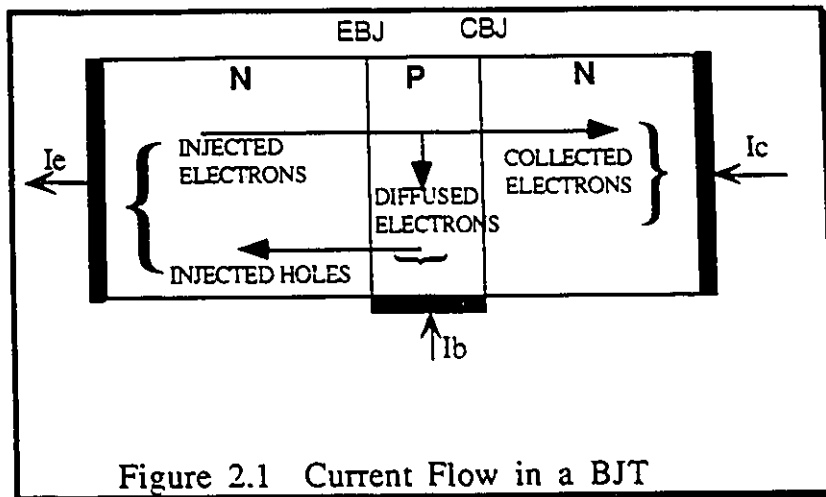 EBJ CBJ
N P N
Ie
INJECTED
ELECTRONS
COLLECTED
ELECTRONS
Ic
DIFFUSED
ELECTRONS
INJECTED HOLES
Ib
Figure 2.1 Current Flow in a BJT